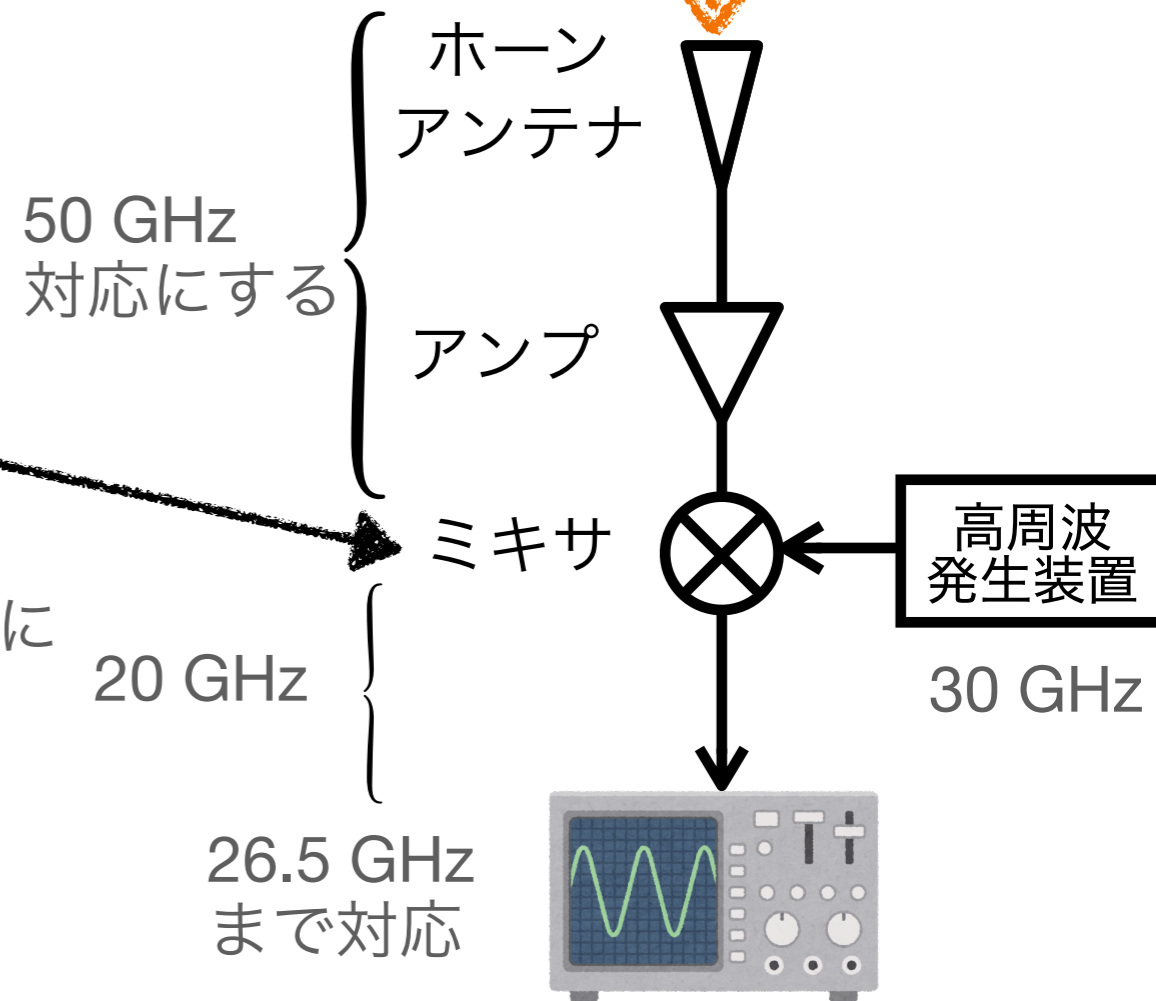 ホーン
アンテナ
50 GHz
対応にする
アンプ
ミキサ
高周波
発生装置
に
20 GHz
30 GHz
26.5 GHz
まで対応